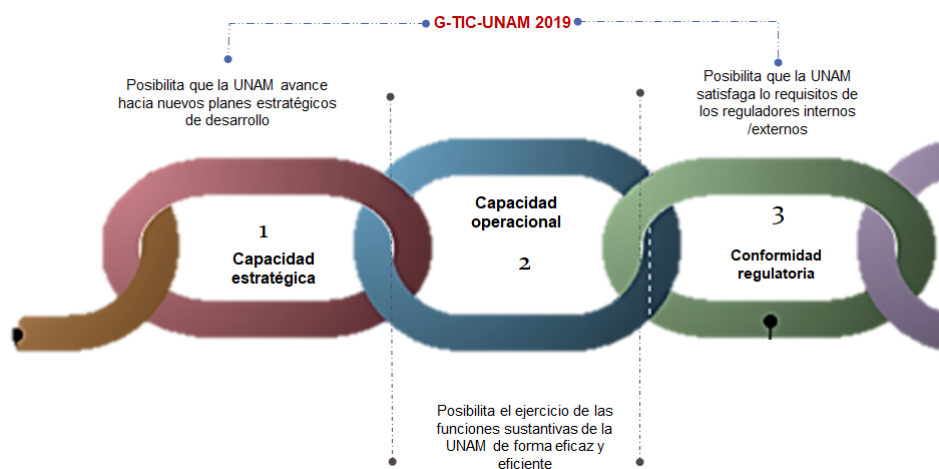 G-TIC-UNAM 2019
Posibilita que la UNAM avance
hacia nuevos planes estratégicos
de desarrollo
Posibilita que la UNAM
satisfaga lo requisitos de
los reguladores internos
/externos
1
Capacidad
estratégica
Capacidad
operacional
2
3
Conformidad
regulatoria
Posibilita el ejercicio de las
funciones sustantivas de la
UNAM de forma eficaz y
eficiente